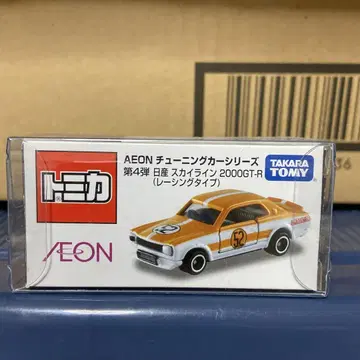 トミカ
AEON チューニングカーシリーズ
第4弾 日産 スカイライン 2000GT-R
(レーシングタイプ)
TAKARA
TOMY
AEON
52